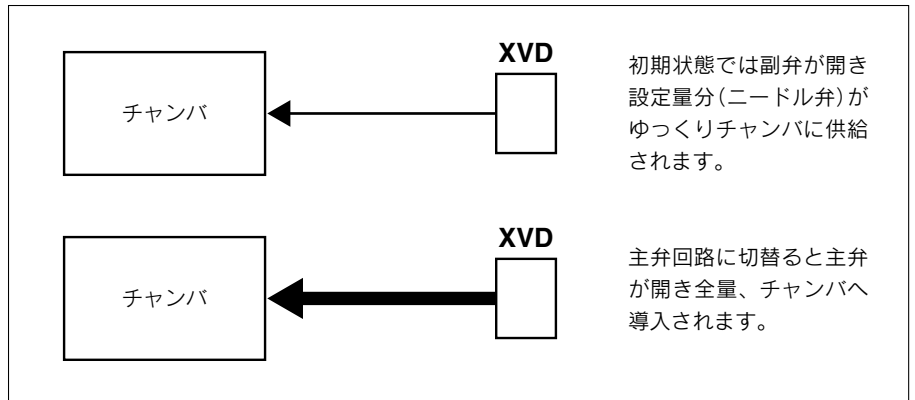 XVD
チャンバ
初期状態では副弁が開き
設定量分(ニードル弁)が
ゆっくりチャンバに供給
されます。
XVD
チャンバ
主弁回路に切替ると主弁
が開き全量、チャンバへ
導入されます。